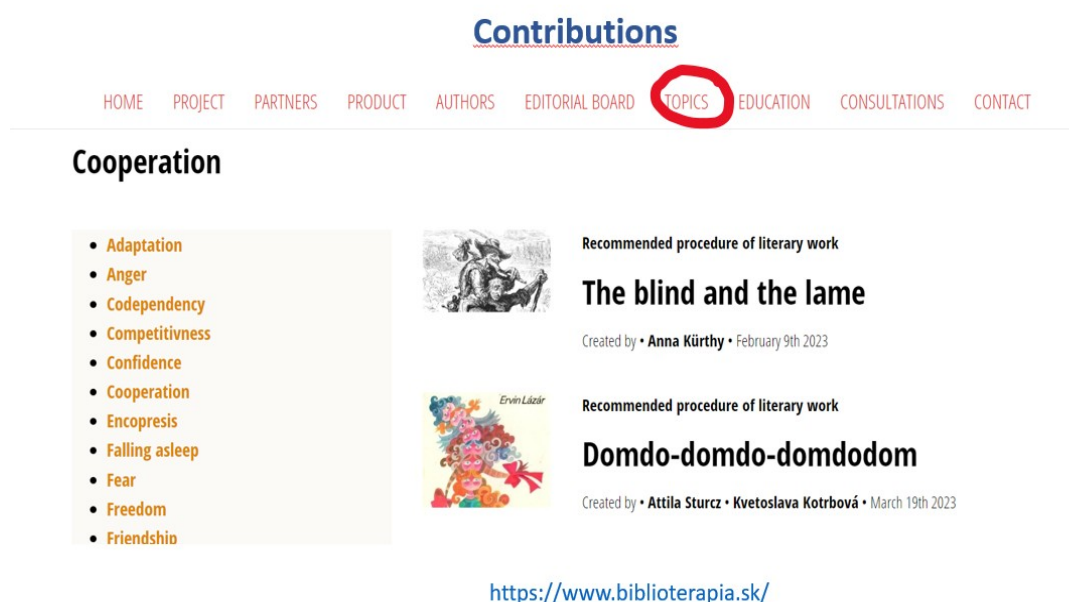 Contributions
HOME PROJECT PARTNERS PRODUCT AUTHORS EDITORIAL BOARD TOPICS EDUCATION CONSULTATIONS CONTACT
Cooperation
• Adaptation
• Anger
• Codependency
• Competitivness
• Confidence
• Cooperation
• Encopresis
• Falling asleep
• Fear
• Freedom
• Friendship
Recommended procedure of literary work
The blind and the lame
Created by • Anna Kürthy • February 9th 2023
Ervin Lázár
Recommended procedure of literary work
Domdo-domdo-domdodom
Created by • Attila Sturcz • Kvetoslava Kotrbová • March 19th 2023
https://www.biblioterapia.sk/